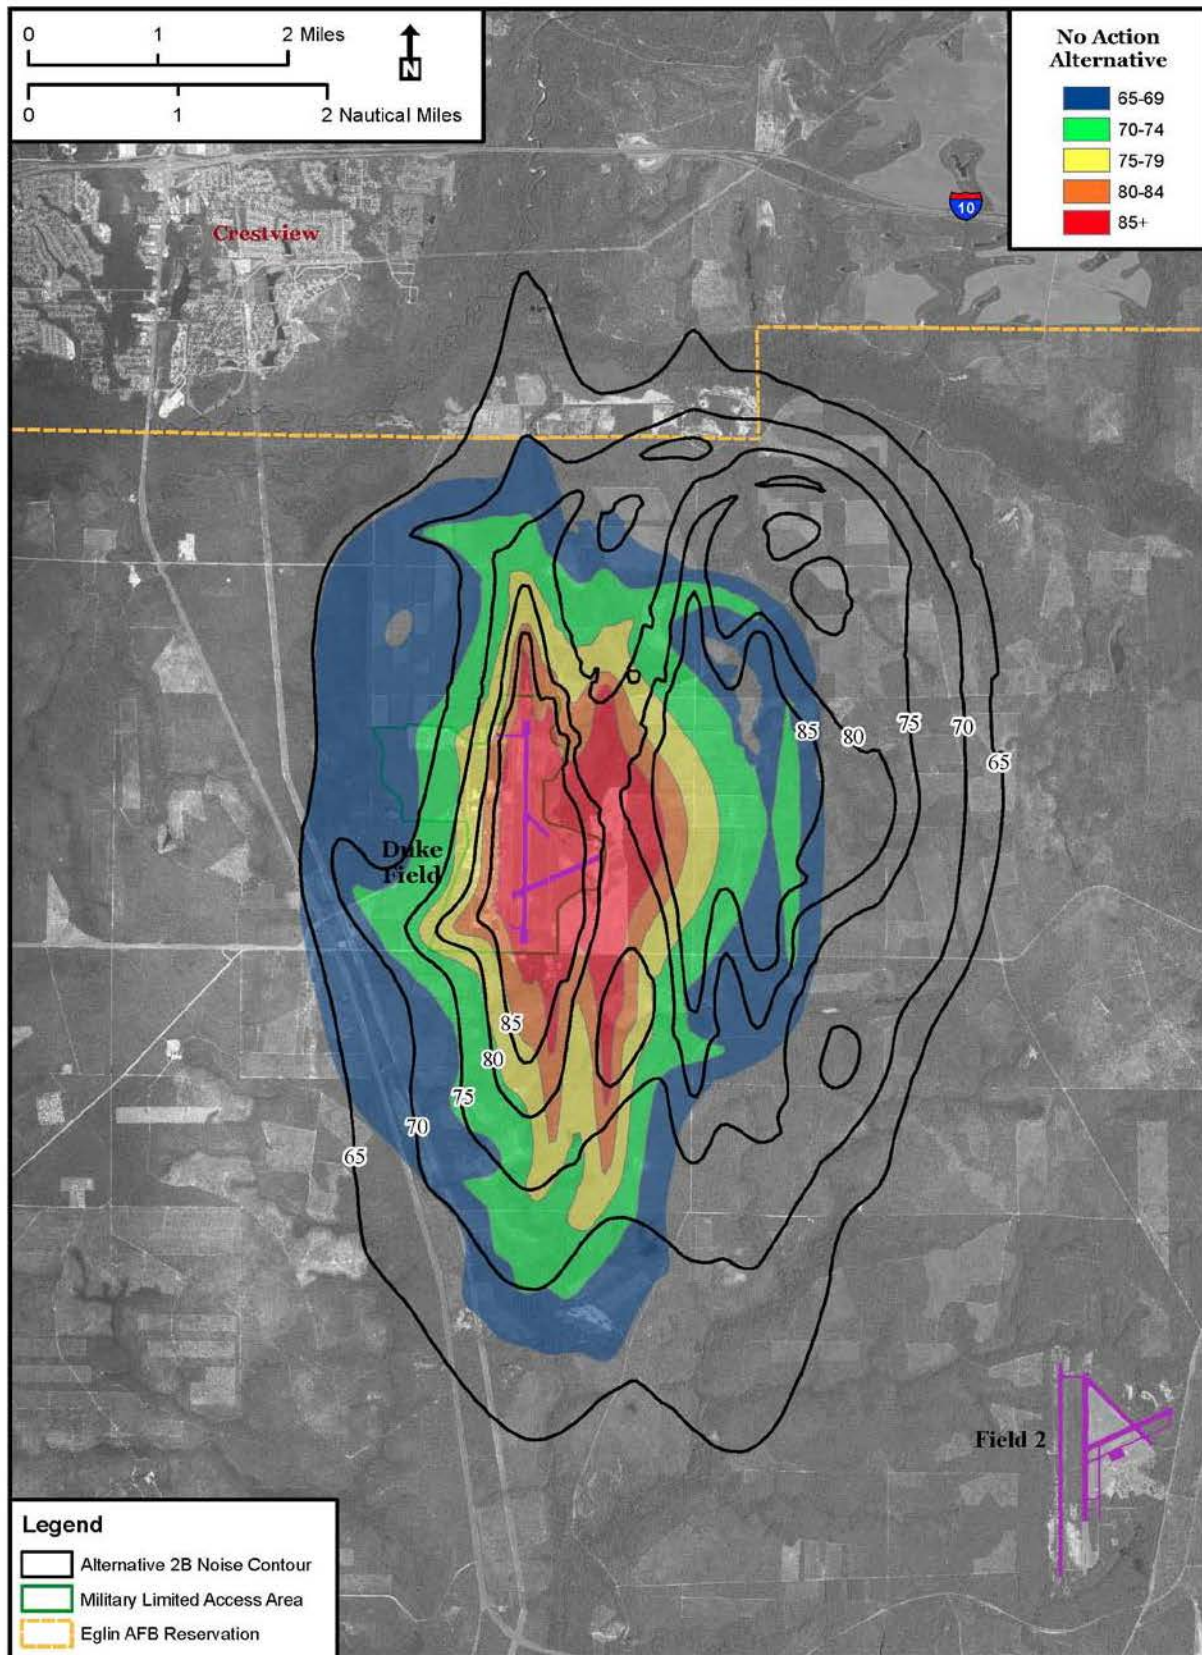 0 1 2 Miles
N
0 1 2 Nautical Miles
No Action
Alternative
65-69
70-74
75-79
80-84
85+
10
Crestview
85 80 75 70 65
Duke
Field
85
80
75
70
65
Field 2
Legend
Alternative 2B Noise Contour
Military Limited Access Area
Eglin AFB Reservation